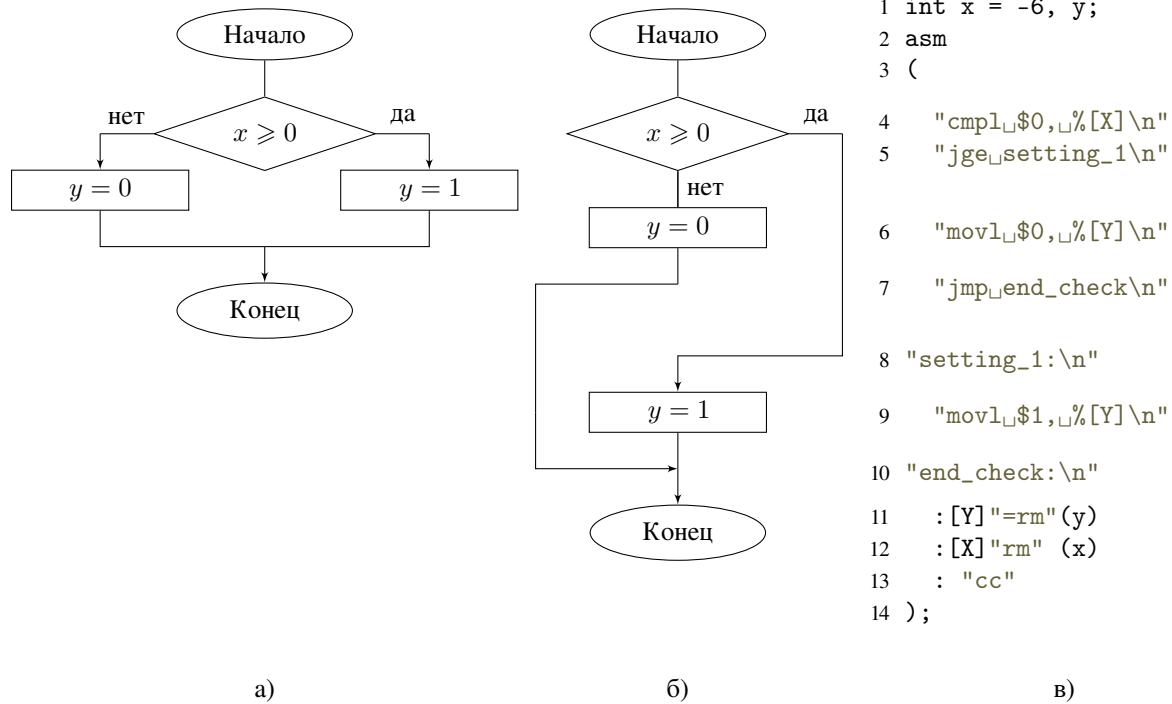 Начало
x ⩾ 0
нет
да
y = 0
y = 1
Конец
а)
Начало
x ⩾ 0
да
нет
y = 0
y = 1
Конец
б)
1 int x = -6, y;
2 asm
3 (
4 "cmpl␣$0,␣%[X]\n"
5 "jge␣setting_1\n"
6 "movl␣$0,␣%[Y]\n"
7 "jmp␣end_check\n"
8 "setting_1:\n"
9 "movl␣$1,␣%[Y]\n"
10 "end_check:\n"
11 :[Y]"=rm"(y)
12 :[X]"rm" (x)
13 : "cc"
14 );
в)